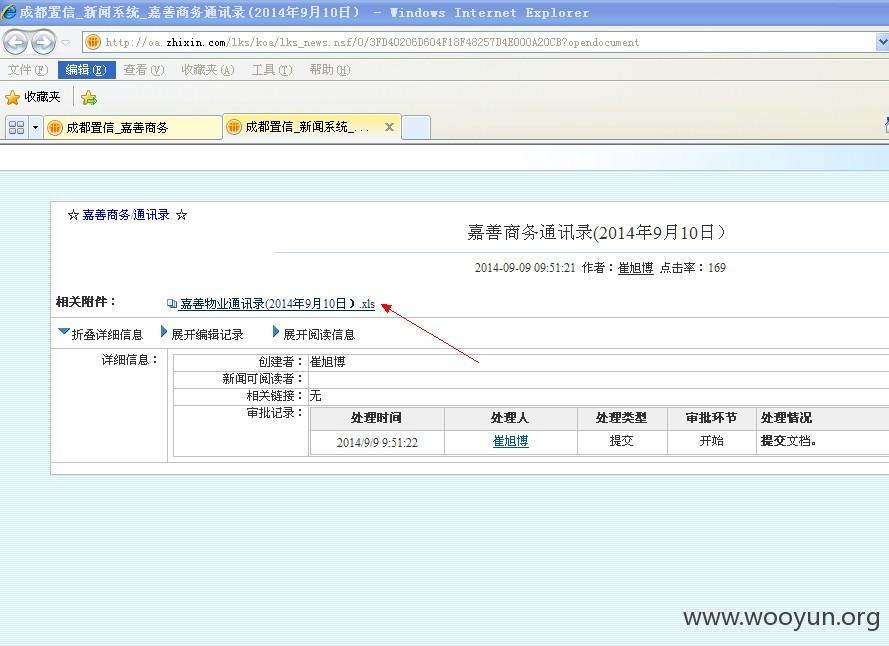 成都置信_新闻系统_嘉善商务通讯录(2014年9月10日) - Windows Internet Explorer
http://oa.zhixin.com/lks/koa/lks_news.nsf/0/3FD40206D604F18F48257D4E000A20CB?opendocument
文件(F) 编辑(E) 查看(V) 收藏夹(A) 工具(T) 帮助(H)
收藏夹
成都置信_嘉善商务 成都置信_新闻系统_... X
☆ 嘉善商务/通讯录 ☆
嘉善商务通讯录(2014年9月10日)
2014-09-09 09:51:21 作者：崔旭博 点击率：169
相关附件： 嘉善物业通讯录(2014年9月10日).xls
折叠详细信息 展开编辑记录 展开阅读信息
详细信息： 创建者： 崔旭博
新闻可阅读者：
相关链接： 无
审批记录： 处理时间 处理人 处理类型 审批环节 处理情况
2014/9/9 9:51:22 崔旭博 提交 开始 提交文档。
www.wooyun.org